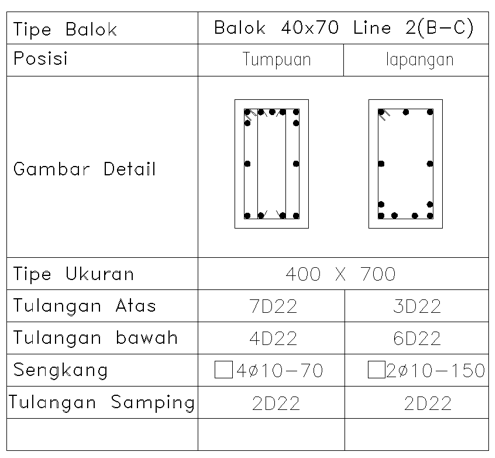 Tipe Balok Balok 40x70 Line 2(B-C)
Posisi Tumpuan lapangan
Gambar Detail
Tipe Ukuran 400 X 700
Tulangan Atas 7D22 3D22
Tulangan bawah 4D22 6D22
Sengkang □4ø10-70 □2ø10-150
Tulangan Samping 2D22 2D22